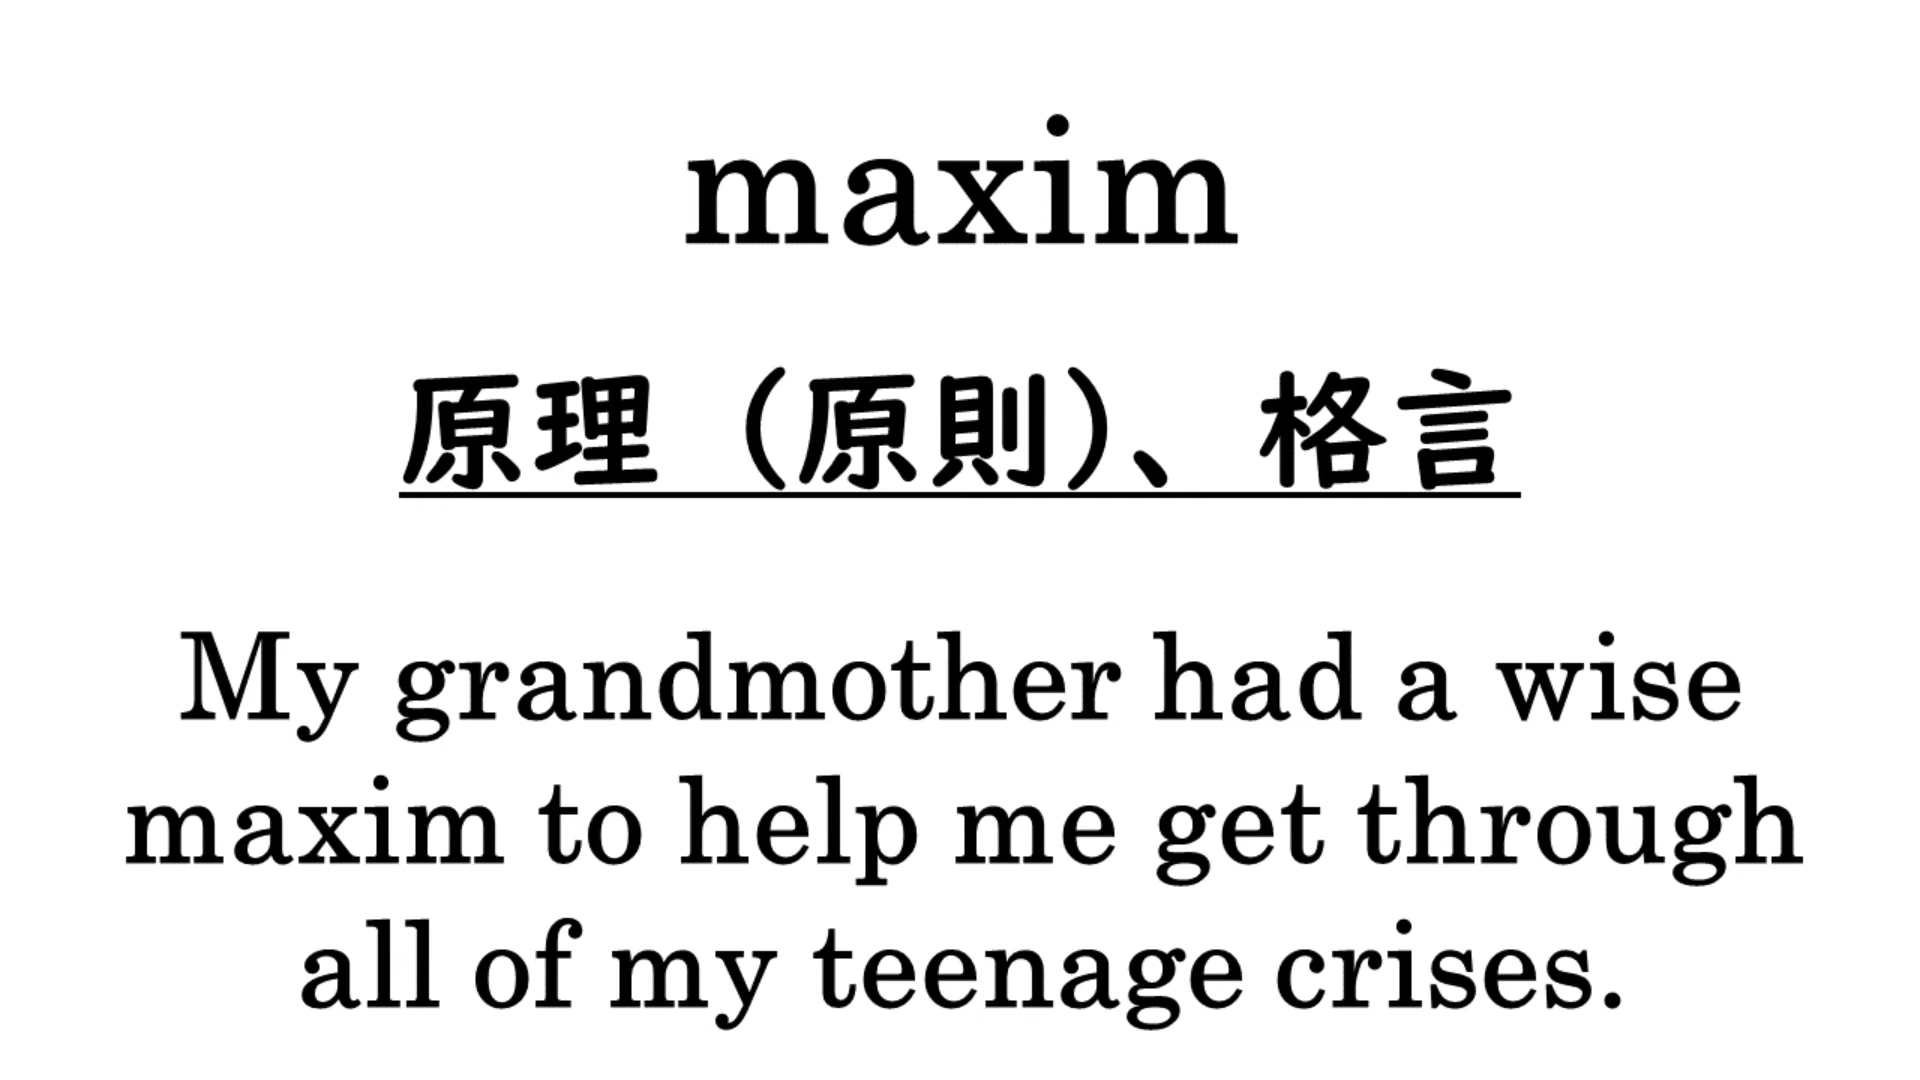 maxim
原理（原則）、格言
My grandmother had a wise
maxim to help me get through
all of my teenage crises.